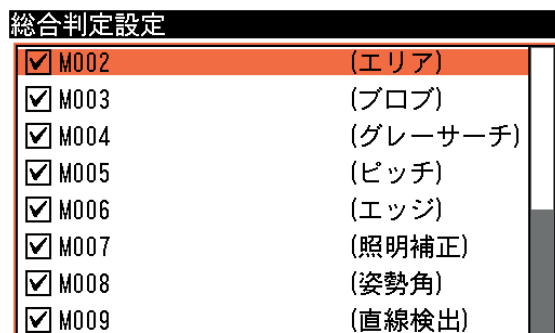 総合判定設定
M002 (エリア)
M003 (ブロブ)
M004 (グレーサーチ)
M005 (ピッチ)
M006 (エッジ)
M007 (照明補正)
M008 (姿勢角)
M009 (直線検出)